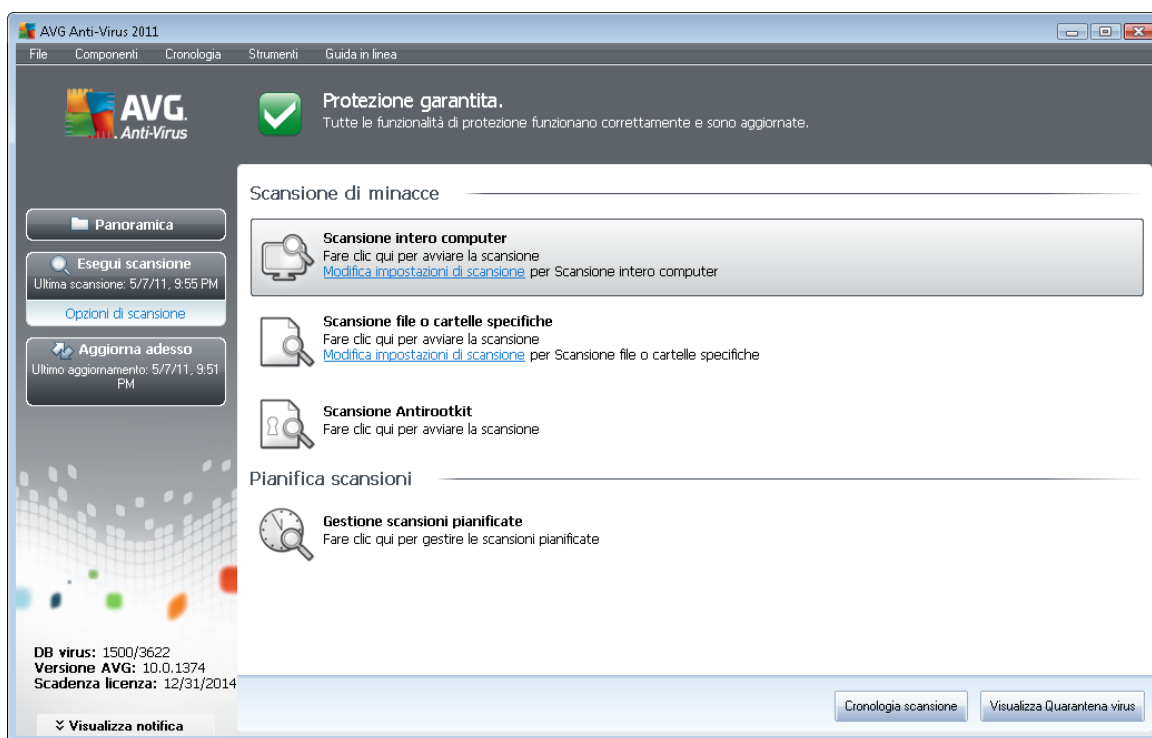 AVG Anti-Virus 2011
File Componenti Cronologia Strumenti Guida in linea
AVG.
Anti-Virus
Protezione garantita.
Tutte le funzionalità di protezione funzionano correttamente e sono aggiornate.
Panoramica
Esegui scansione
Ultima scansione: 5/7/11, 9:55 PM
Opzioni di scansione
Aggiorna adesso
Ultimo aggiornamento: 5/7/11, 9:51
PM
Scansione di minacce
Scansione intero computer
Fare clic qui per avviare la scansione
Modifica impostazioni di scansione per Scansione intero computer
Scansione file o cartelle specifiche
Fare clic qui per avviare la scansione
Modifica impostazioni di scansione per Scansione file o cartelle specifiche
Scansione Antirootkit
Fare clic qui per avviare la scansione
Pianifica scansioni
Gestione scansioni pianificate
Fare clic qui per gestire le scansioni pianificate
DB virus: 1500/3622
Versione AVG: 10.0.1374
Scadenza licenza: 12/31/2014
Visualizza notifica
Cronologia scansione
Visualizza Quarantena virus